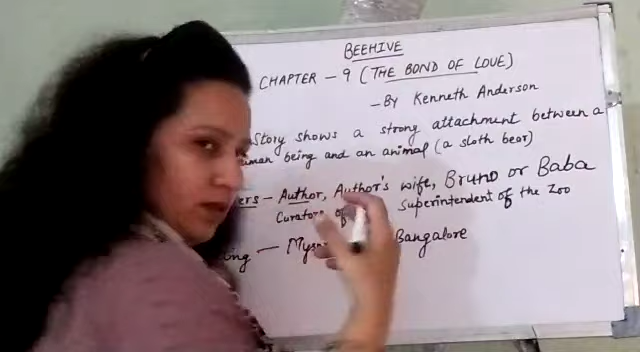 BEEHIVE
CHAPTER - 9 (THE BOND OF LOVE)
- By Kenneth Anderson
Story shows a strong attachment between a
being and an animal (a sloth bear)
- Author, Author's wife, Bruno or Baba
Curator of Superintendent of the Zoo
- Bangalore